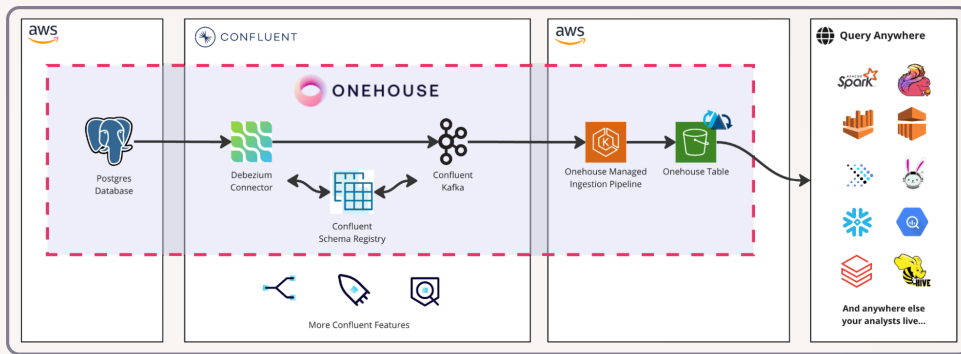 aws
CONFLUENT
aws
Query Anywhere
ONEHOUSE
APACHE
Spark
Postgres
Database
Debezium
Connector
Confluent
Kafka
Onehouse Managed
Ingestion Pipeline
Onehouse Table
Confluent
Schema Registry
HIVE
More Confluent Features
And anywhere else
your analysts live...